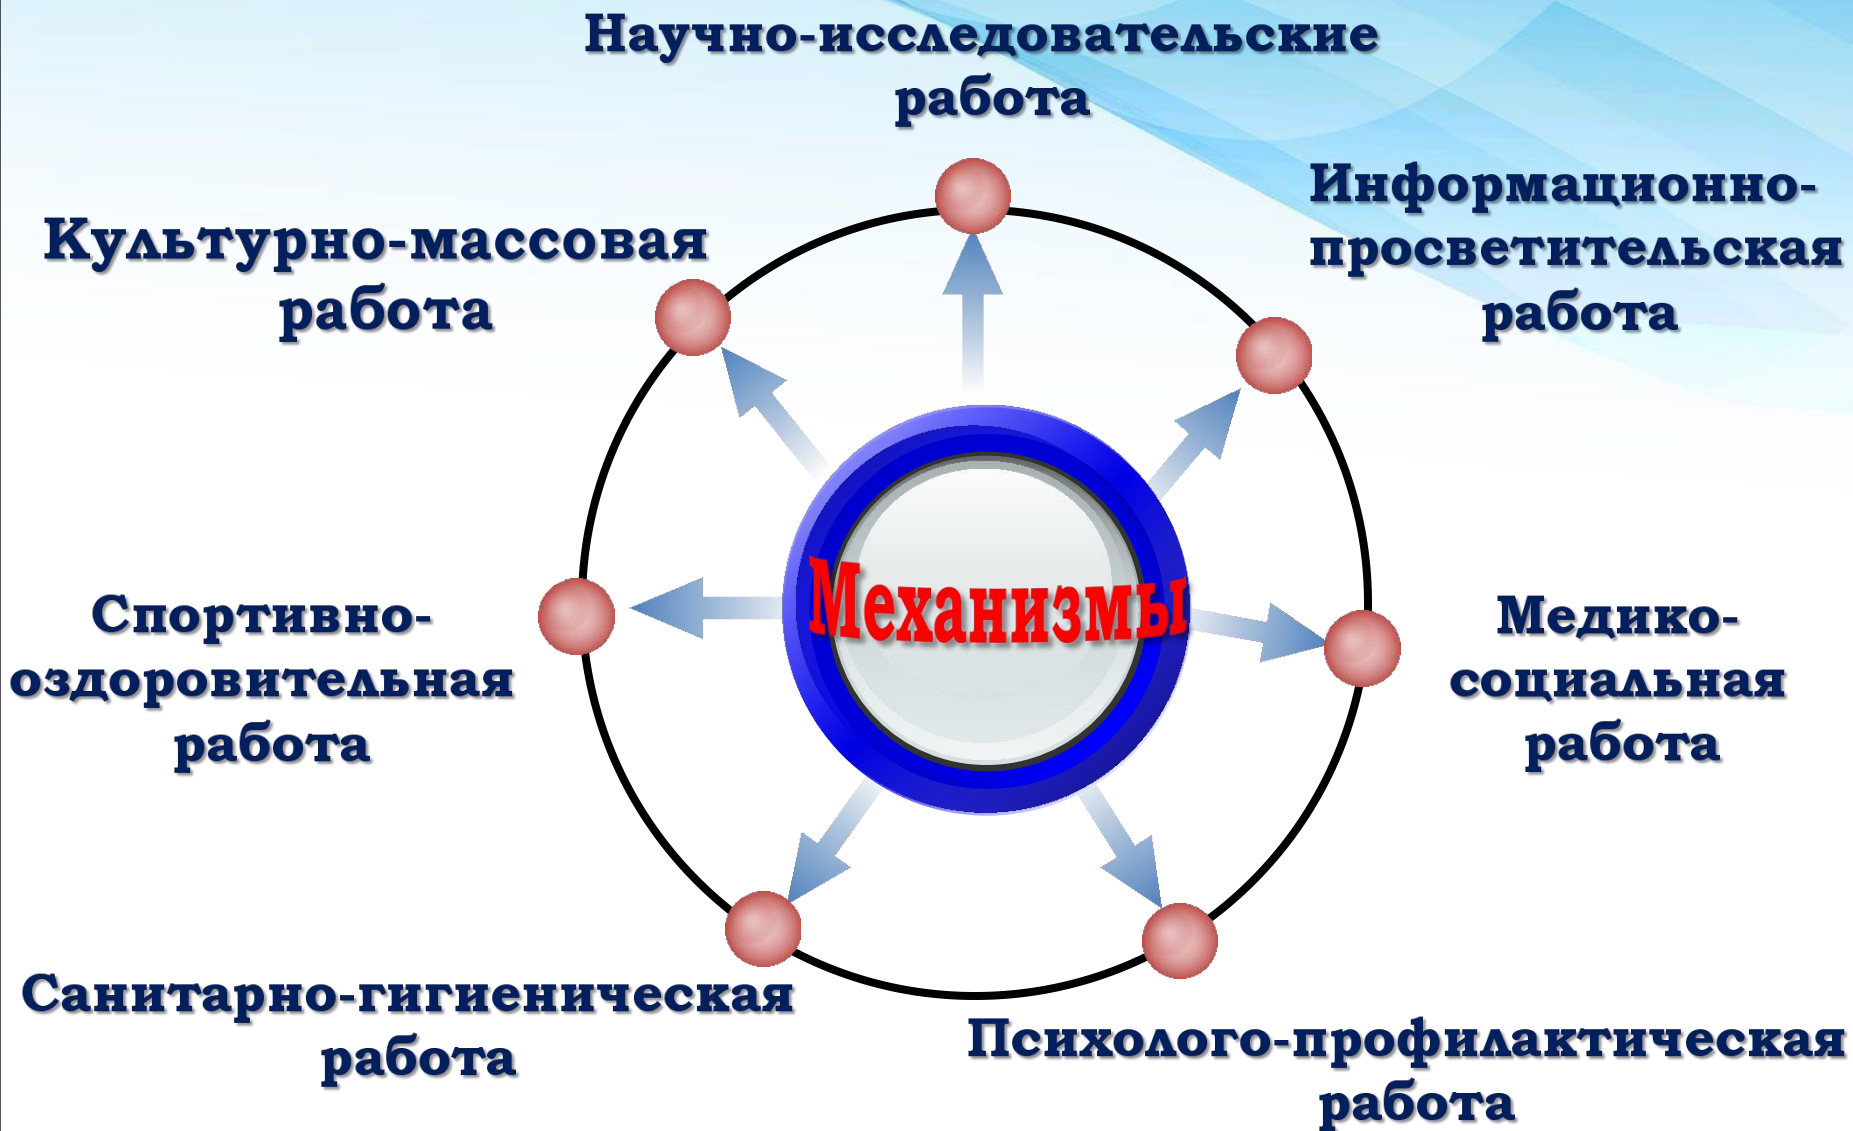 Научно-исследовательские
работа
Информационно-
просветительская
работа
Культурно-массовая
работа
Механизмы
Спортивно-
оздоровительная
работа
Медико-
социальная
работа
Санитарно-гигиеническая
работа
Психолого-профилактическая
работа